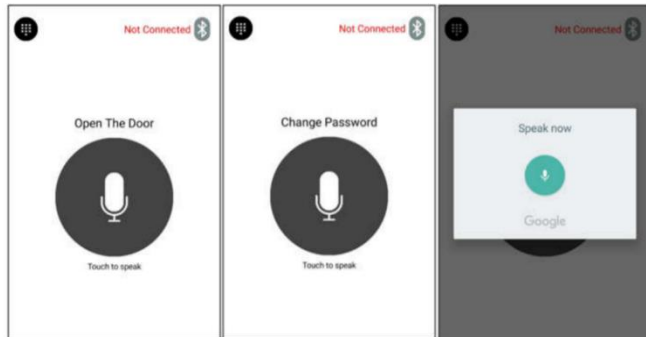 Not Connected
Open The Door
Touch to speak
Not Connected
Change Password
Touch to speak
Not Connected
Speak now
Google